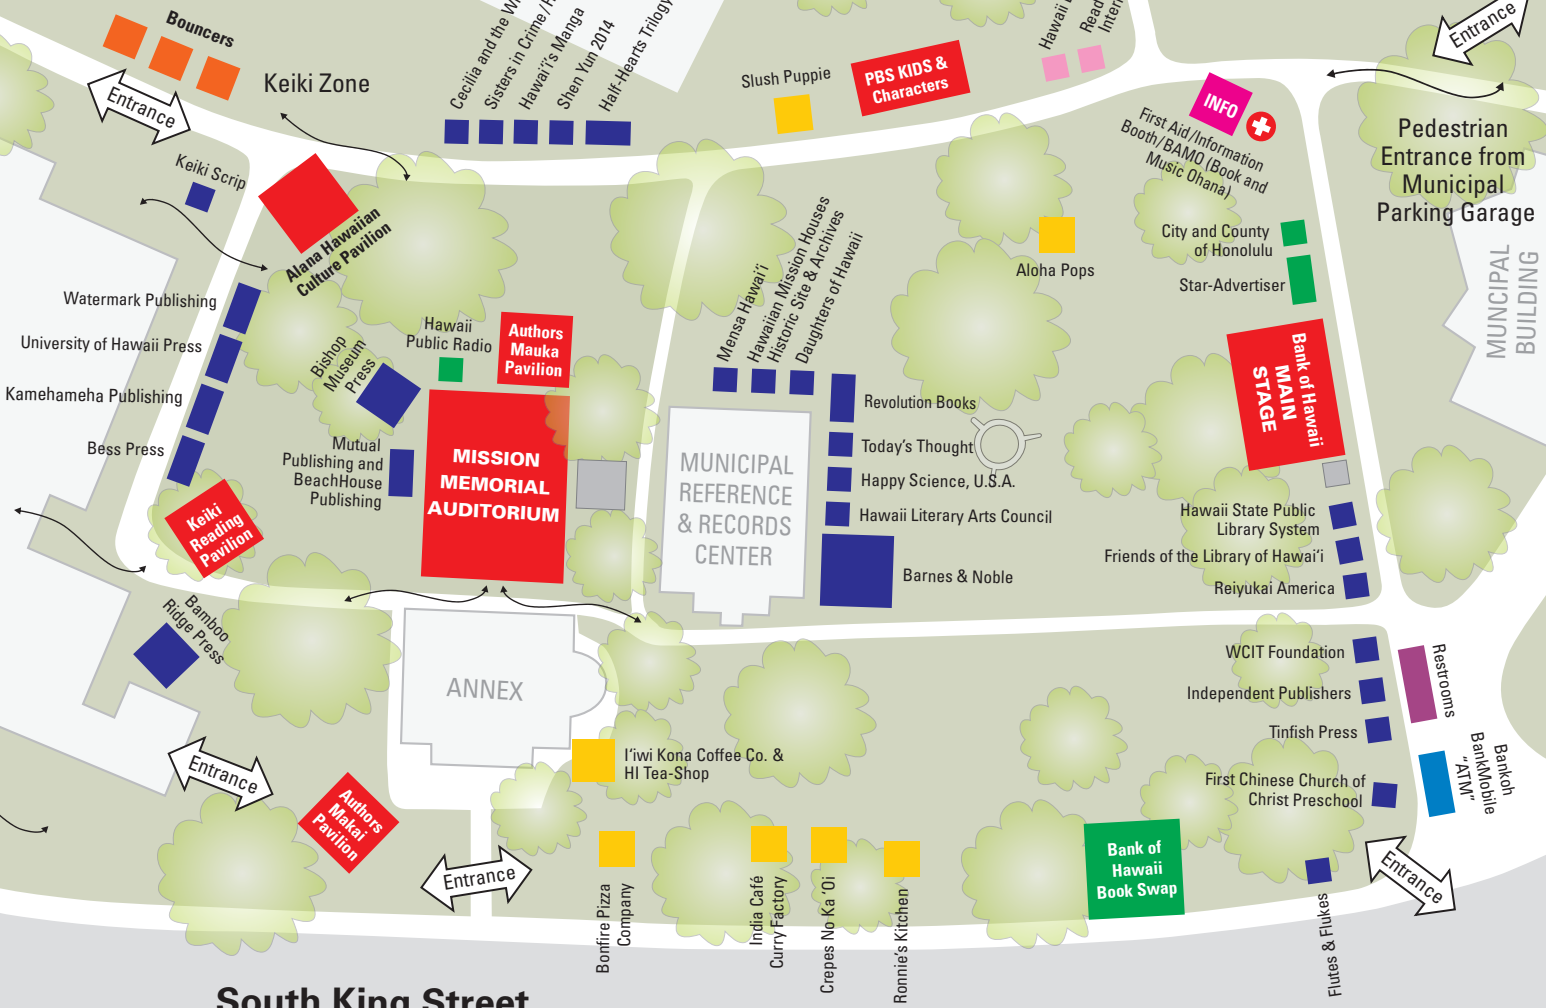 Bouncers
Entrance
Keiki Zone
Cecilia and the
Sisters in Crime/
Hawai‘i’s Manga
Shen Yun 2014
Half-Hearts Trilogy
Slush Puppie
PBS KIDS &
Characters
Hawaii
Read
Intern
Entrance
INFO
First Aid/Information
Booth/BAMO (Book and
Music Ohana)
Pedestrian
Entrance from
Municipal
Parking Garage
MUNICIPAL
BUILDING
Keiki Scrip
Alana Hawaiian
Culture Pavilion
Watermark Publishing
University of Hawaii Press
Kamehameha Publishing
Bess Press
Bishop
Museum
Press
Hawaii
Public Radio
Authors
Mauka
Pavilion
Mutual
Publishing and
BeachHouse
Publishing
MISSION
MEMORIAL
AUDITORIUM
Keiki
Reading
Pavilion
Bamboo
Ridge Press
Mensa Hawai‘i
Hawaiian Mission Houses
Historic Site & Archives
Daughters of Hawaii
Aloha Pops
City and County
of Honolulu
Star-Advertiser
Bank of Hawaii
MAIN
STAGE
MUNICIPAL
REFERENCE
& RECORDS
CENTER
Revolution Books
Today’s Thought
Happy Science, U.S.A.
Hawaii Literary Arts Council
Barnes & Noble
Hawaii State Public
Library System
Friends of the Library of Hawai‘i
Reiyukai America
WCIT Foundation
Independent Publishers
Tinfish Press
Restrooms
Bankoh
BankMobile
“ATM”
First Chinese Church of
Christ Preschool
ANNEX
I‘iwi Kona Coffee Co. &
HI Tea-Shop
Entrance
Authors
Makai
Pavilion
Entrance
Bonfire Pizza
Company
India Café
Curry Factory
Crepes No Ka ‘Oi
Ronnie’s Kitchen
Bank of
Hawaii
Book Swap
Entrance
Flutes & Flukes
South King Street